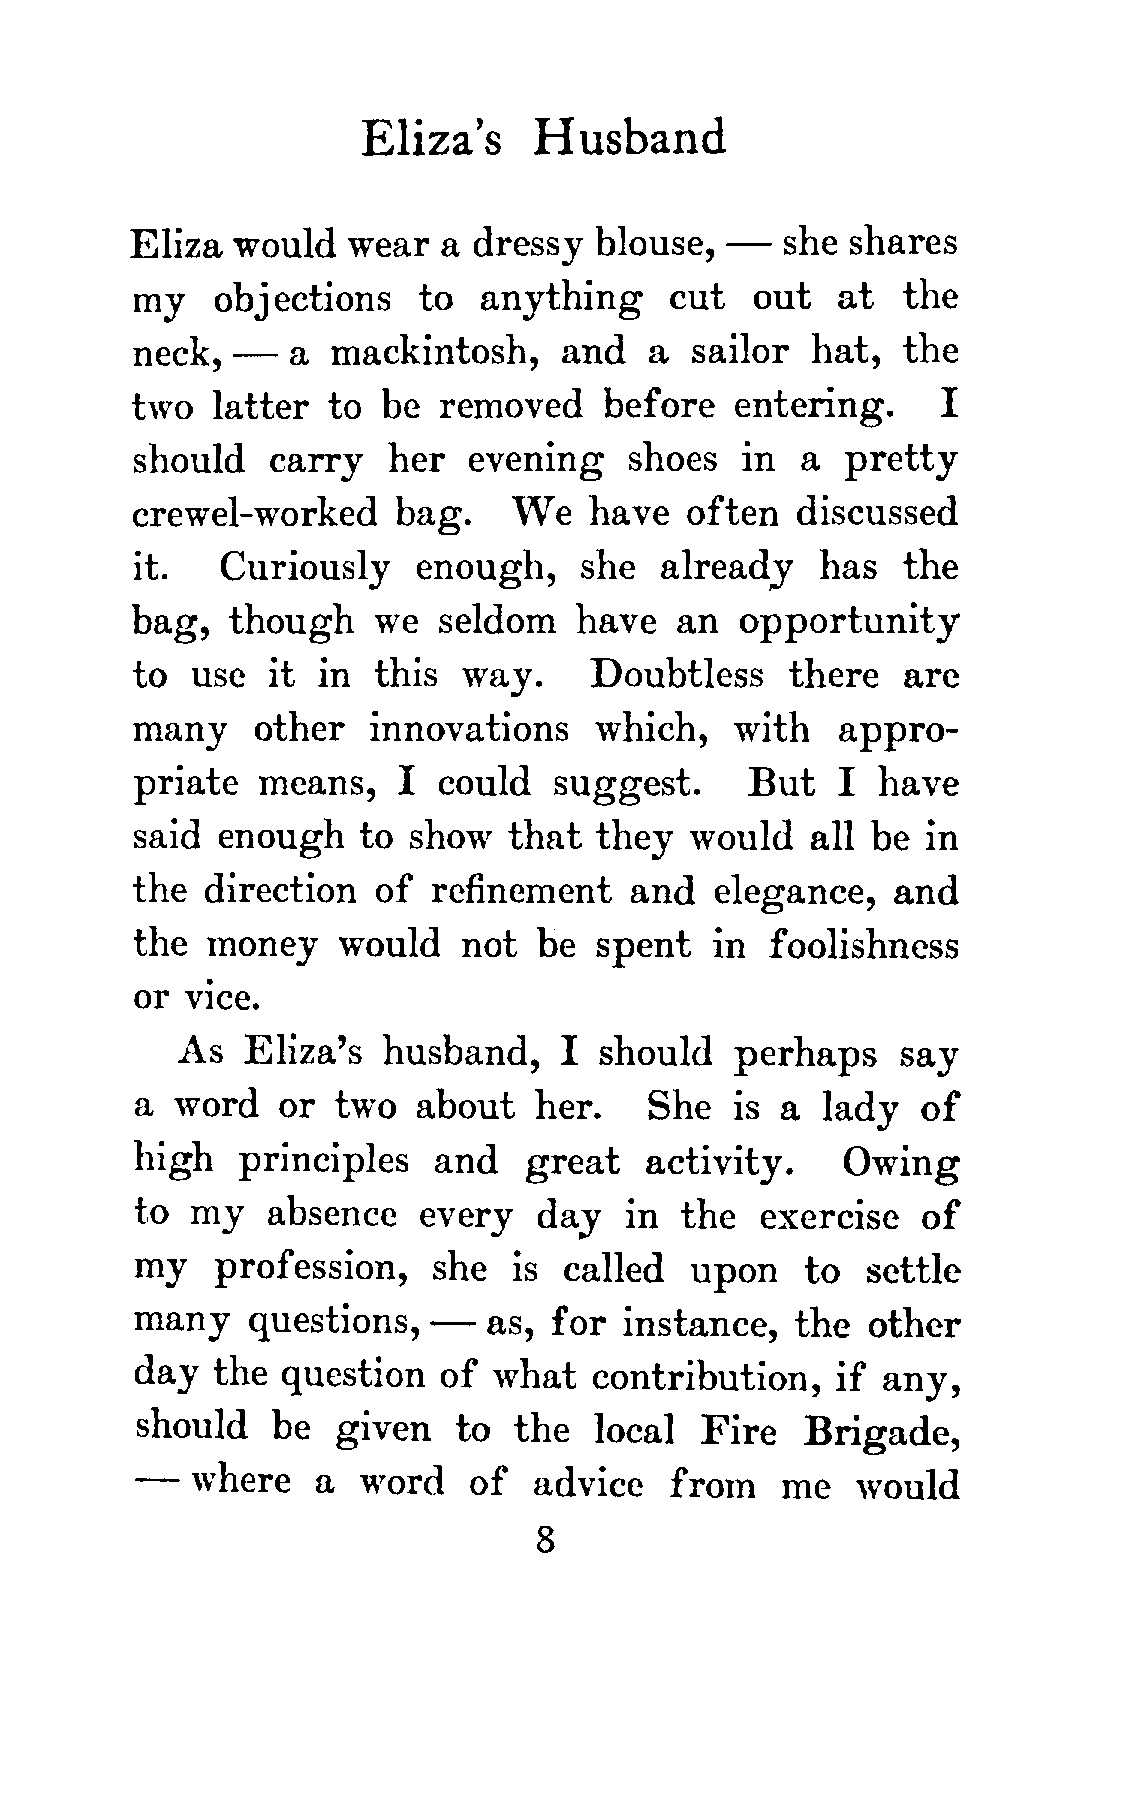 Eliza's Husband
Eliza would wear a dressy blouse, — she shares
my objections to anything cut out at the
neck, — a mackintosh, and a sailor hat, the
two latter to be removed before entering. I
should carry her evening shoes in a pretty
crewel-worked bag. We have often discussed
it. Curiously enough, she already has the
bag, though we seldom have an opportunity
to use it in this way. Doubtless there are
many other innovations which, with appro-
priate means, I could suggest. But I have
said enough to show that they would all be in
the direction of refinement and elegance, and
the money would not be spent in foolishness
or vice.
As Eliza's husband, I should perhaps say
a word or two about her. She is a lady of
high principles and great activity. Owing
to my absence every day in the exercise of
my profession, she is called upon to settle
many questions, — as, for instance, the other
day the question of what contribution, if any,
should be given to the local Fire Brigade,
— where a word of advice from me would
8